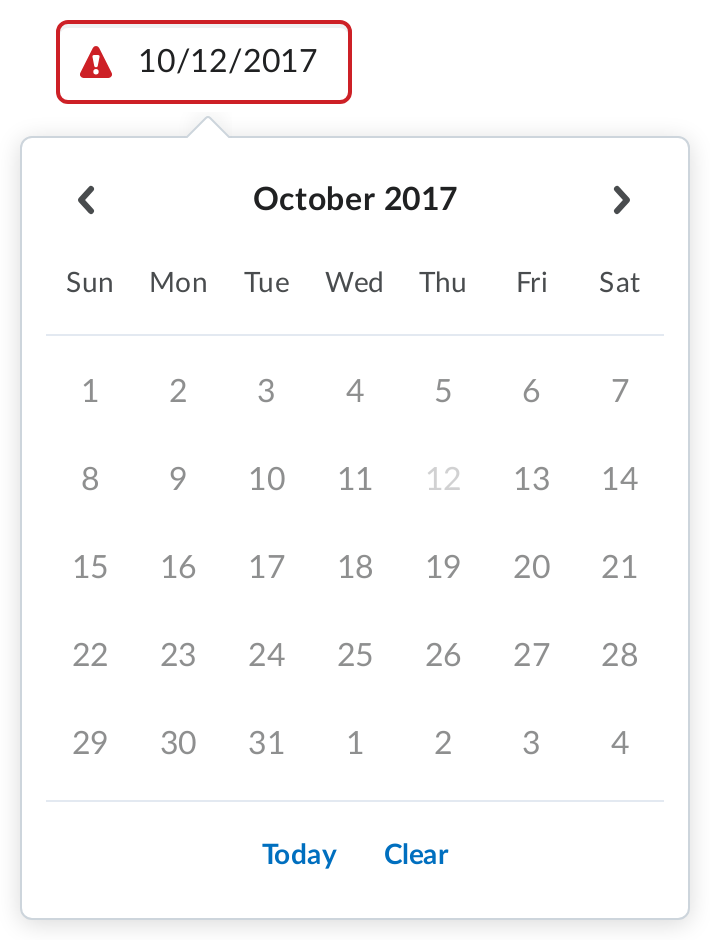 10/12/2017
October 2017
Sun Mon Tue Wed Thu Fri Sat
1 2 3 4 5 6 7
8 9 10 11 12 13 14
15 16 17 18 19 20 21
22 23 24 25 26 27 28
29 30 31 1 2 3 4
Today Clear